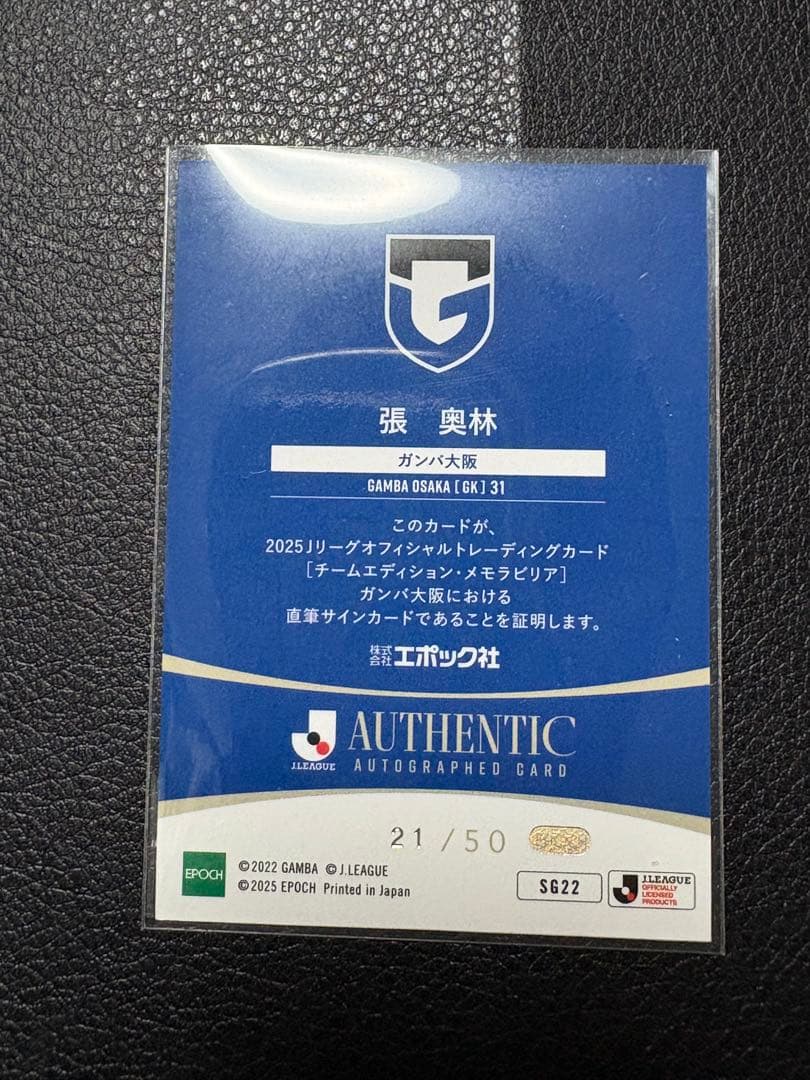 張 奥林
ガンバ大阪
GAMBA OSAKA [GK] 31
このカードが、
2025Jリーグオフィシャルトレーディングカード
[チームエディション・メモラビリア]
ガンバ大阪における
直筆サインカードであることを証明します。
株式会社エポック社
J.LEAGUE
AUTHENTIC
AUTOGRAPHED CARD
21/50
EPOCH
©2022 GAMBA ©J.LEAGUE
©2025 EPOCH Printed in Japan
SG22
J.LEAGUE
OFFICIALLY
LICENSED
PRODUCTS